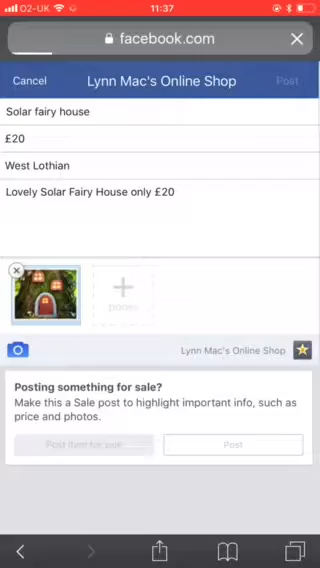 O2-UK 11:37
facebook.com
Cancel Lynn Mac's Online Shop Post
Solar fairy house
£20
West Lothian
Lovely Solar Fairy House only £20
Lynn Mac's Online Shop
Posting something for sale?
Make this a Sale post to highlight important info, such as
price and photos.
Post item for sale Post